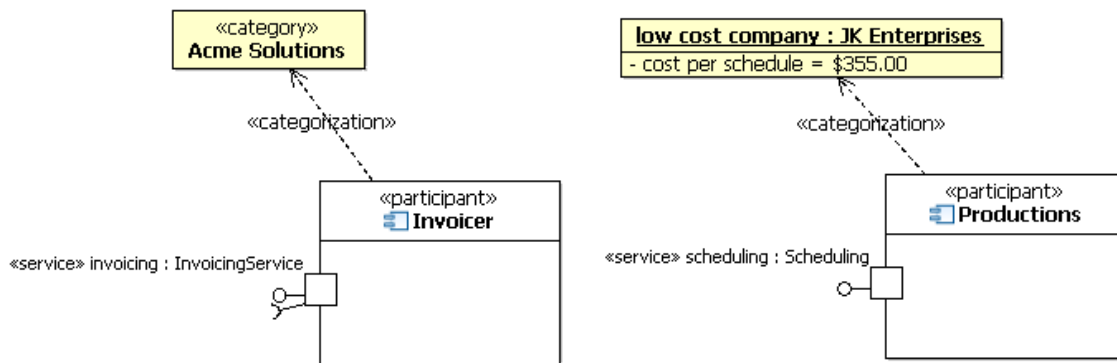 «category»
Acme Solutions
«categorization»
«participant»
Invoicer
«service» invoicing : InvoicingService
low cost company : JK Enterprises
- cost per schedule = $355.00
«categorization»
«participant»
Productions
«service» scheduling : Scheduling